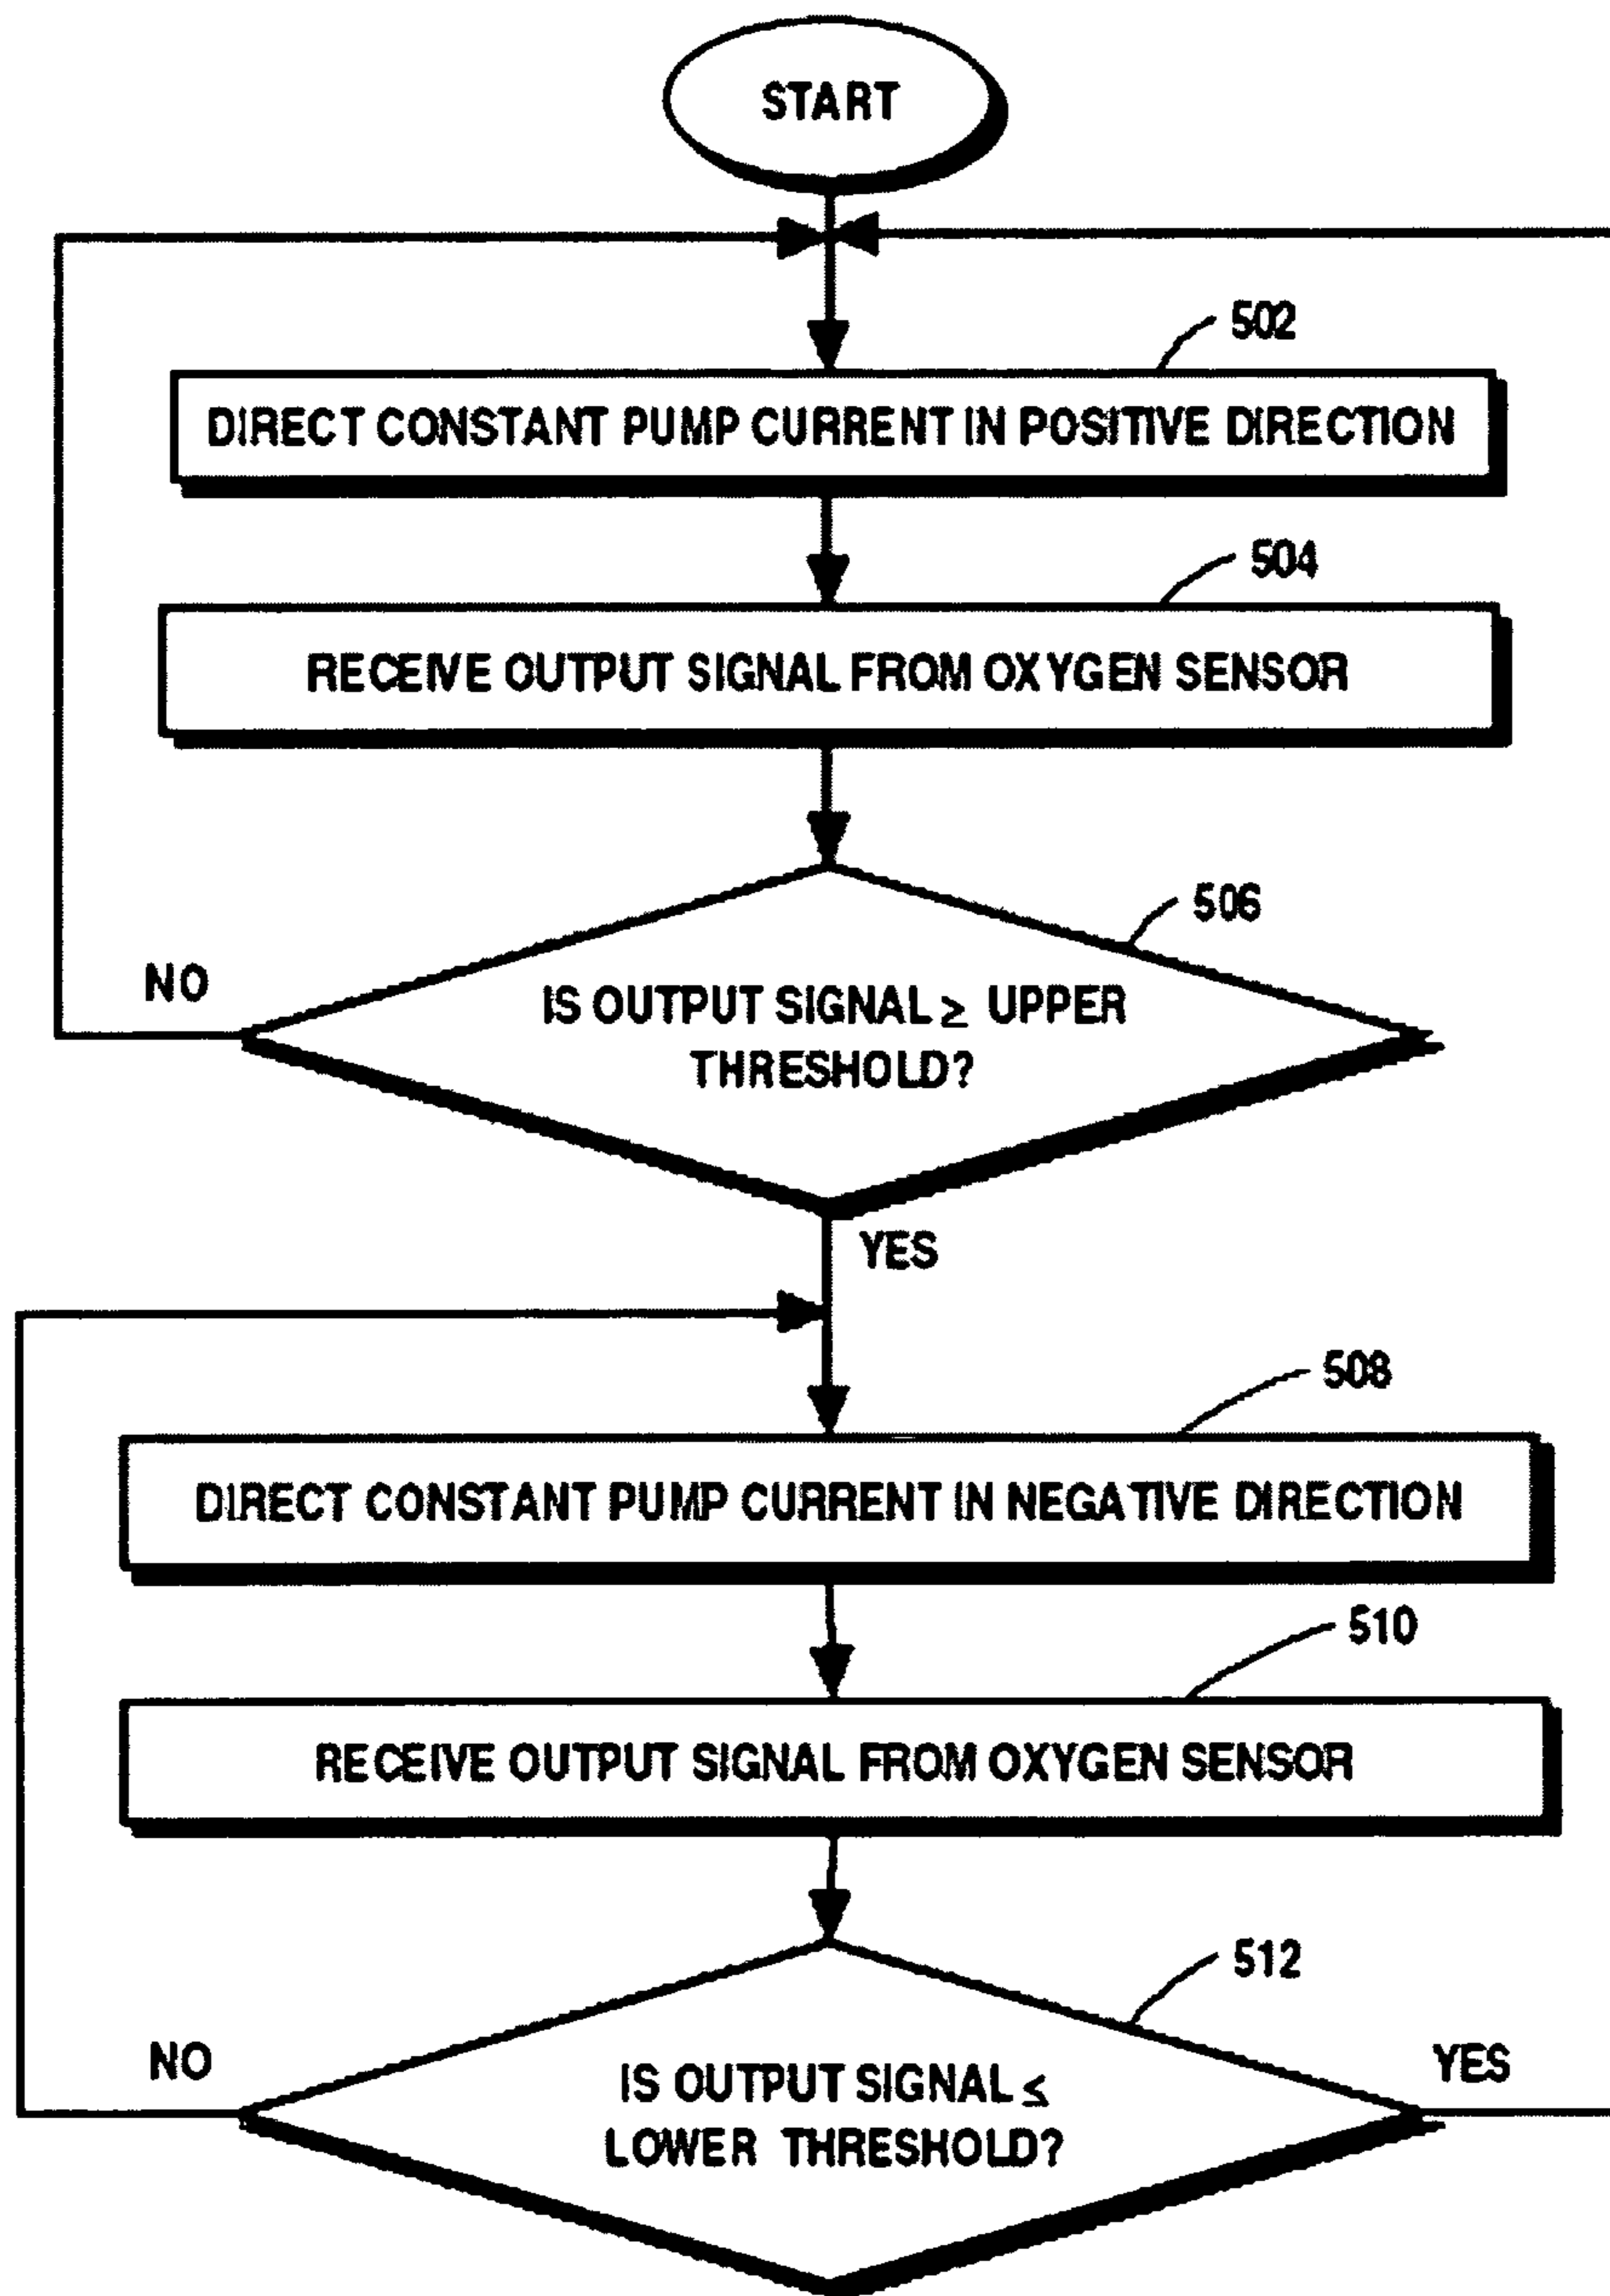 START
502
DIRECT CONSTANT PUMP CURRENT IN POSITIVE DIRECTION
504
RECEIVE OUTPUT SIGNAL FROM OXYGEN SENSOR
506
NO
IS OUTPUT SIGNAL ≥ UPPER
THRESHOLD?
YES
508
DIRECT CONSTANT PUMP CURRENT IN NEGATIVE DIRECTION
510
RECEIVE OUTPUT SIGNAL FROM OXYGEN SENSOR
512
NO
YES
IS OUTPUT SIGNAL ≤
LOWER THRESHOLD?